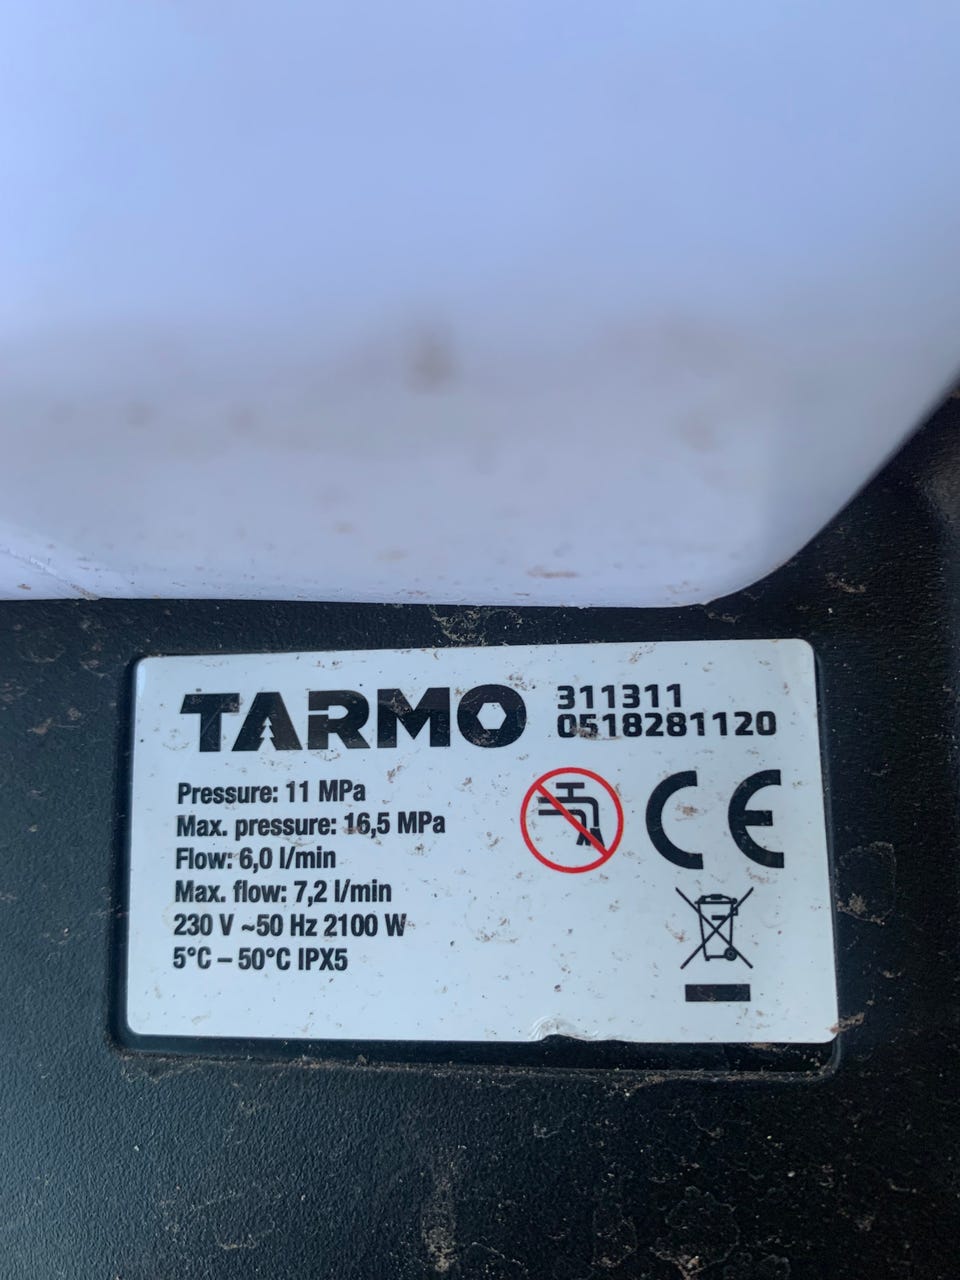 TARMO
311311
0518281120
Pressure: 11 MPa
Max. pressure: 16,5 MPa
Flow: 6,0 l/min
Max. flow: 7,2 l/min
230 V ~50 Hz 2100 W
5°C – 50°C IPX5
CE